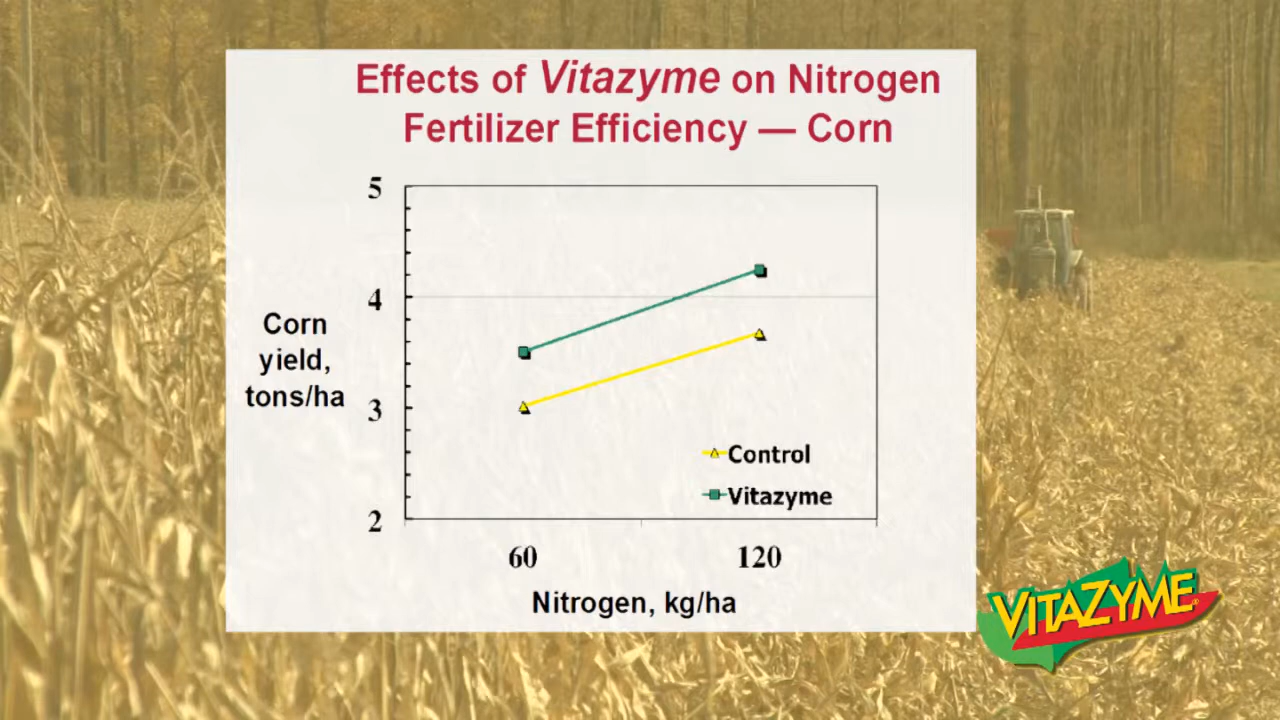 Effects of Vitazyme on Nitrogen
Fertilizer Efficiency — Corn
5
4
3
2
Corn
yield,
tons/ha
Control
Vitazyme
60
120
Nitrogen, kg/ha
VITAZYME®